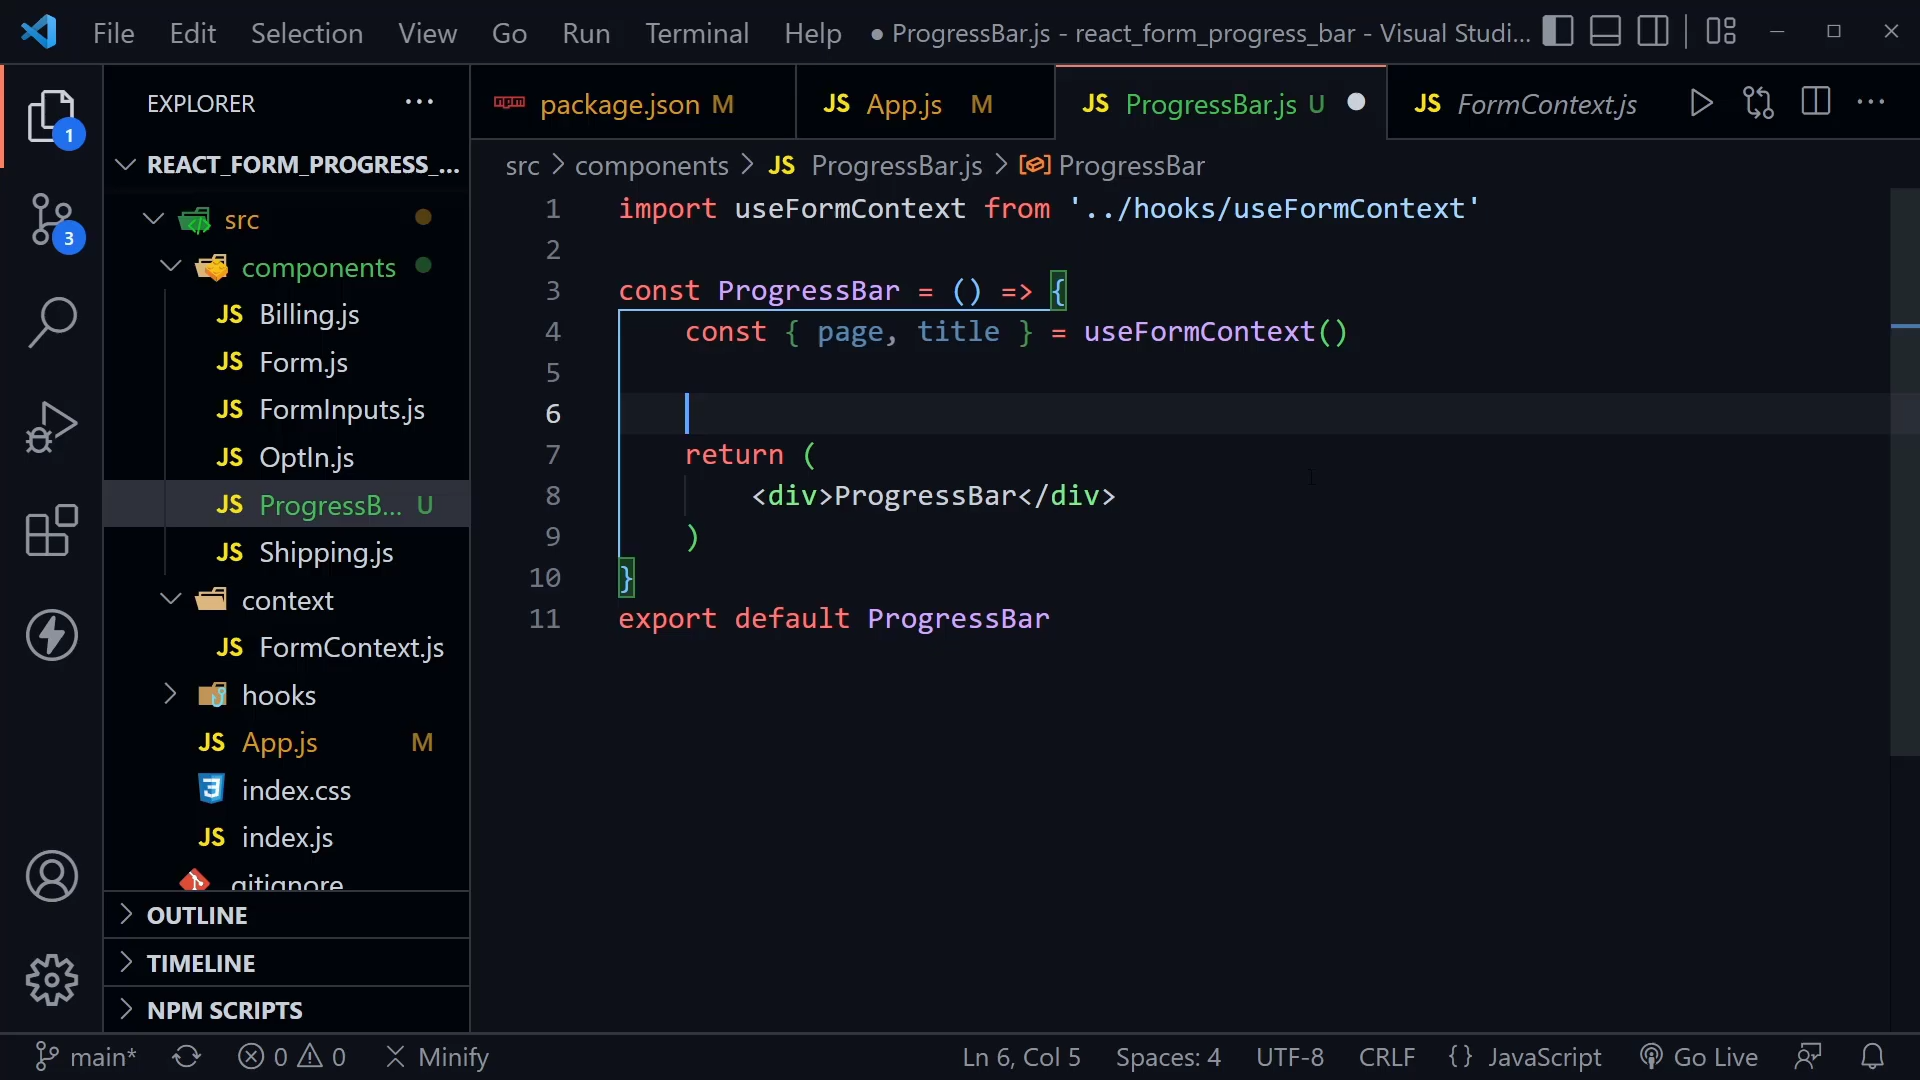 File Edit Selection View Go Run Terminal Help ● ProgressBar.js - react_form_progress_bar - Visual Studi...
EXPLORER ...
1
3
REACT_FORM_PROGRESS_...
src
components
JS Billing.js
JS Form.js
JS FormInputs.js
JS OptIn.js
JS ProgressB... U
JS Shipping.js
context
JS FormContext.js
hooks
JS App.js M
index.css
JS index.js
.gitignore
OUTLINE
TIMELINE
NPM SCRIPTS
package.json M JS App.js M JS ProgressBar.js U JS FormContext.js
src > components > JS ProgressBar.js > ProgressBar
1 import useFormContext from '../hooks/useFormContext'
2
3 const ProgressBar = () => {
4 const { page, title } = useFormContext()
5
6
7 return (
8 <div>ProgressBar</div>
9 )
10 }
11 export default ProgressBar
main* 0 0 Minify Ln 6, Col 5 Spaces: 4 UTF-8 CRLF {} JavaScript Go Live